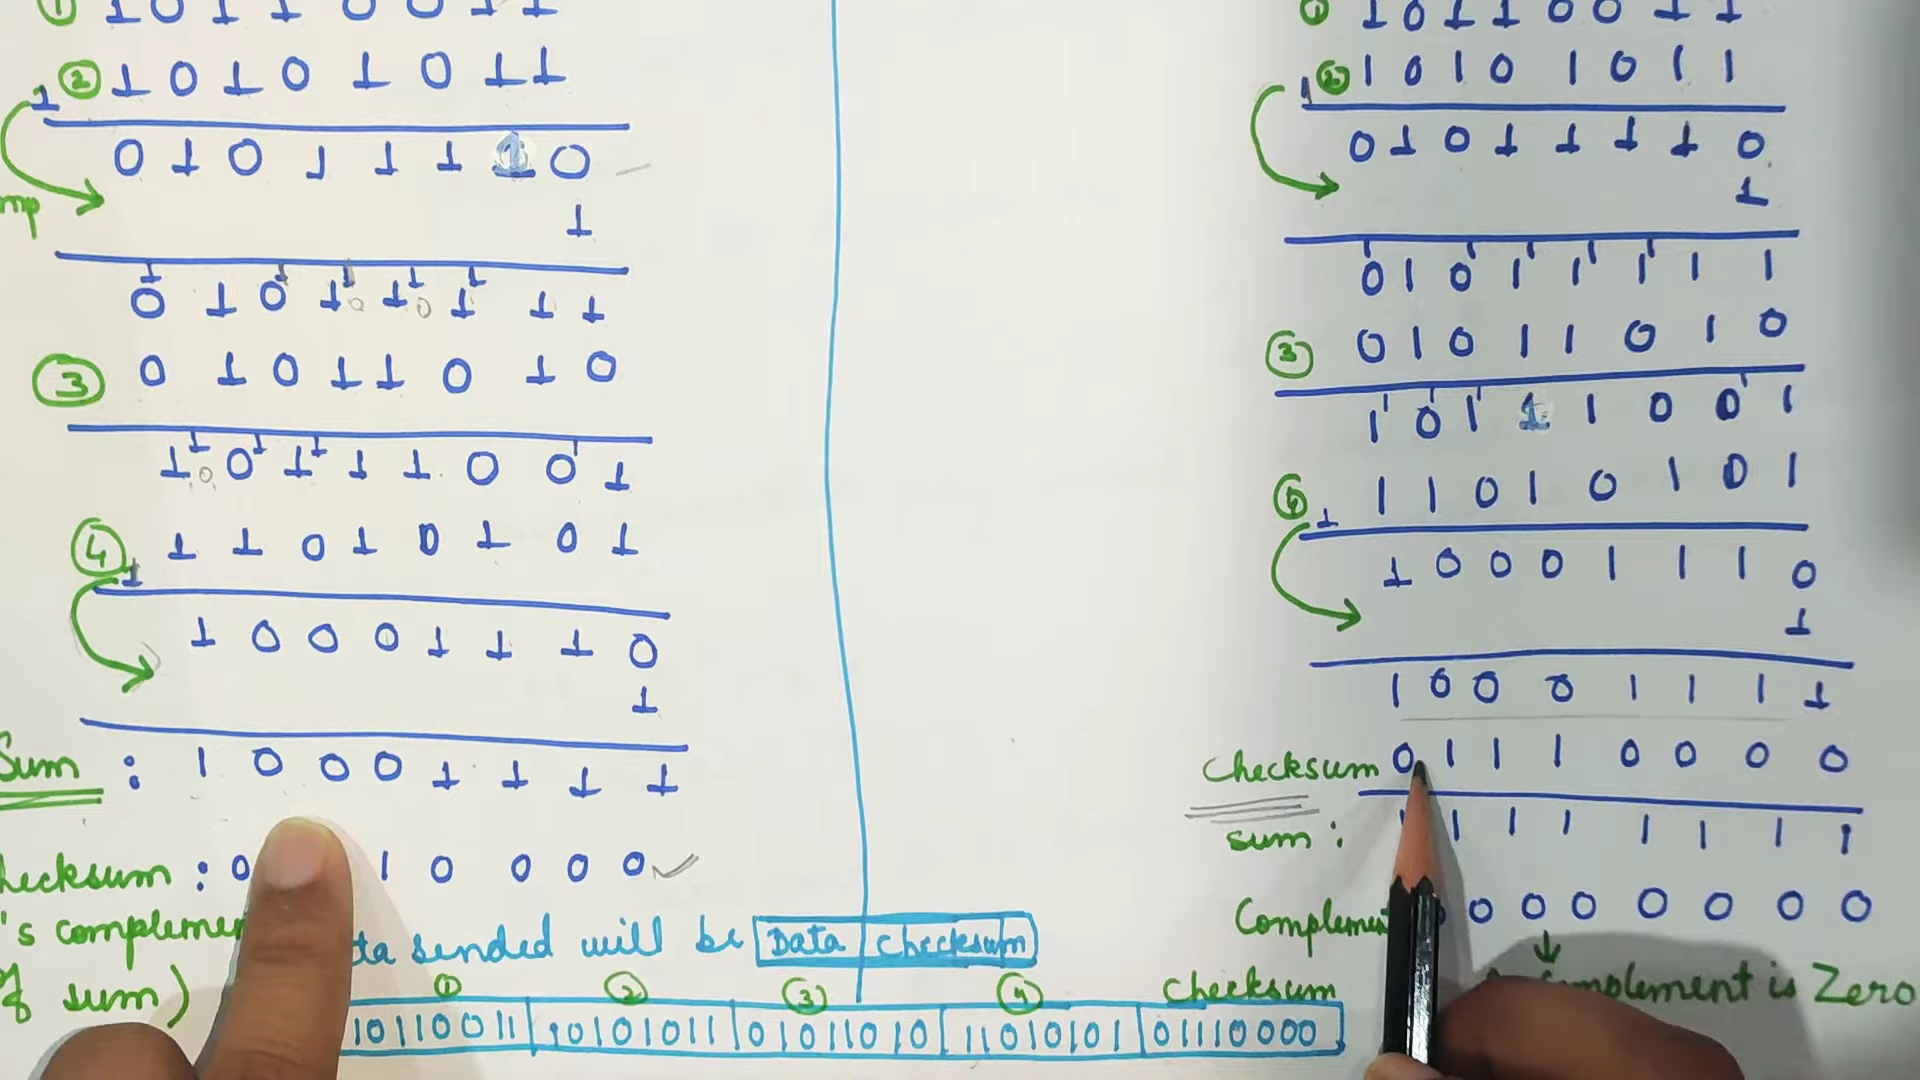 ① 1 0 1 1 0 0 1 1
② 1 0 1 0 1 0 1 1
1
0 1 0 1 1 1 1 0
1
0 1 0 1 1 1 1 1
③ 0 1 0 1 1 0 1 0
1 0 1 1 1 0 0 1
④ 1 1 0 1 0 1 0 1
1
1 0 0 0 1 1 1 0
1
Sum : 1 0 0 0 1 1 1 1
: 0 1 0 0 0 0
of sum)
① 1 0 1 1 0 0 1 1
② 1 0 1 0 1 0 1 1
1
0 1 0 1 1 1 1 0
1
0 1 0 1 1 1 1 1
③ 0 1 0 1 1 0 1 0
1 0 1 1 1 0 0 1
1 1 0 1 0 1 0 1
1
1 0 0 0 1 1 1 0
1
1 0 0 0 1 1 1 1
Checksum 0 1 1 1 0 0 0 0
Sum : 1 1 1 1 1 1 1 1
Complement 0 0 0 0 0 0 0
is Zero
sended will be Data Checksum
① ② ③ ④ Checksum
10110011 10101011 01011010 11010101 01110000